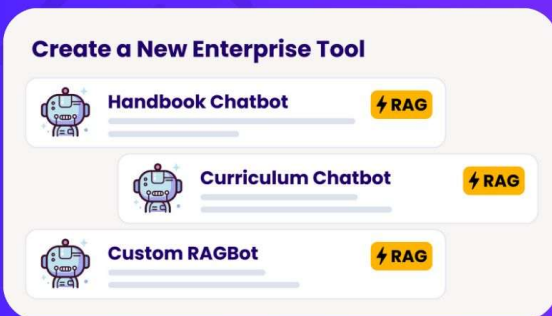 Create a New Enterprise Tool
Handbook Chatbot
RAG
Curriculum Chatbot
RAG
Custom RAGBot
RAG